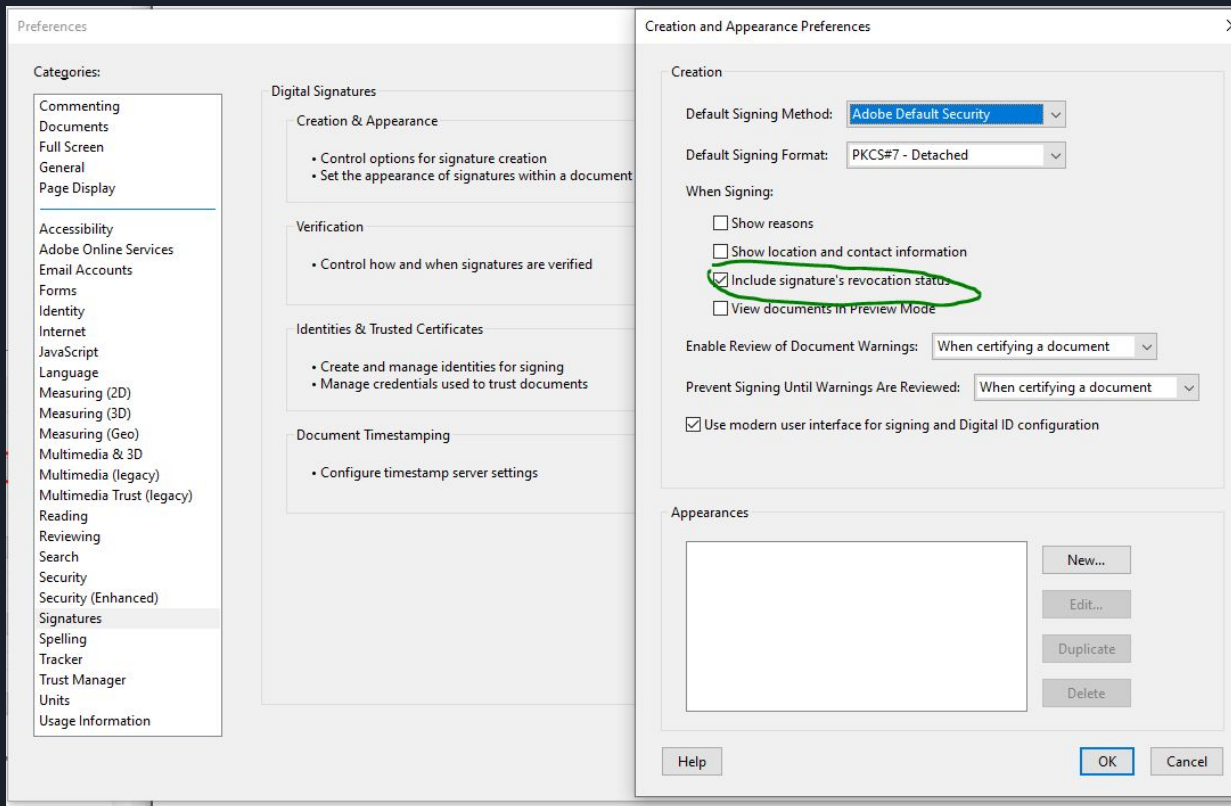 Preferences
Categories:
Commenting
Documents
Full Screen
General
Page Display
Accessibility
Adobe Online Services
Email Accounts
Forms
Identity
Internet
JavaScript
Language
Measuring (2D)
Measuring (3D)
Measuring (Geo)
Multimedia & 3D
Multimedia (legacy)
Multimedia Trust (legacy)
Reading
Reviewing
Search
Security
Security (Enhanced)
Signatures
Spelling
Tracker
Trust Manager
Units
Usage Information
Digital Signatures
Creation & Appearance
• Control options for signature creation
• Set the appearance of signatures within a document
Verification
• Control how and when signatures are verified
Identities & Trusted Certificates
• Create and manage identities for signing
• Manage credentials used to trust documents
Document Timestamping
• Configure timestamp server settings
Creation and Appearance Preferences
Creation
Default Signing Method: Adobe Default Security
Default Signing Format: PKCS#7 - Detached
When Signing:
Show reasons
Show location and contact information
Include signature's revocation status
View documents in Preview Mode
Enable Review of Document Warnings: When certifying a document
Prevent Signing Until Warnings Are Reviewed: When certifying a document
Use modern user interface for signing and Digital ID configuration
Appearances
New...
Edit...
Duplicate
Delete
Help
OK
Cancel